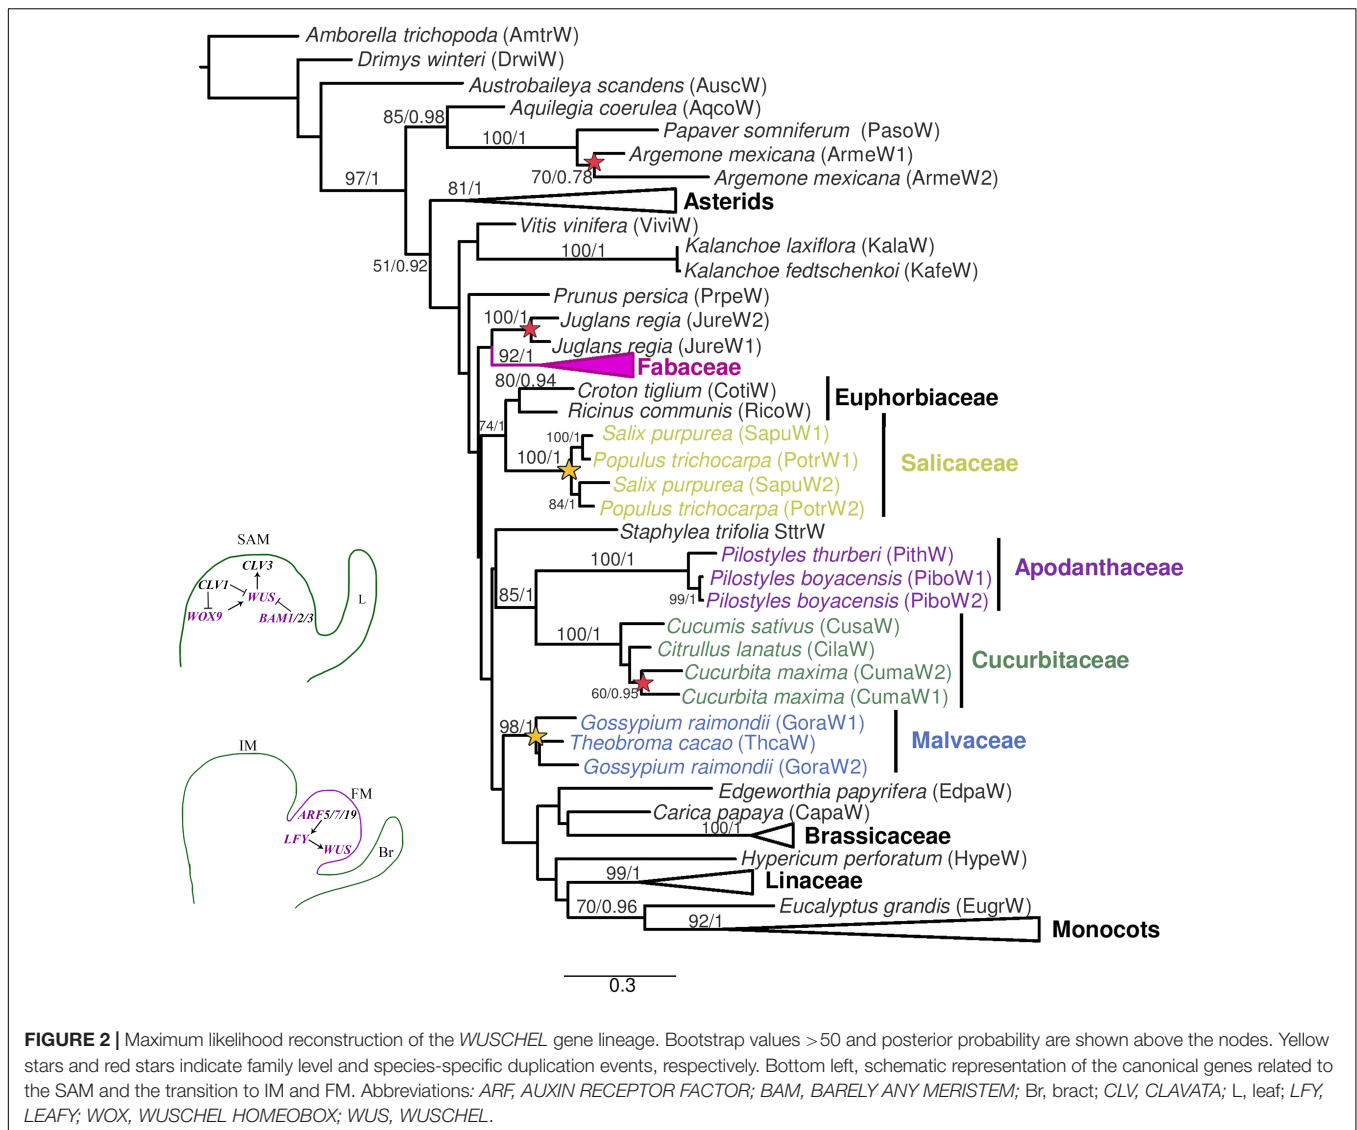 Amborella trichopoda (AmtrW)
Drimys winteri (DrwiW)
Austrobaileya scandens (AuscW)
85/0.98
Aquilegia coerulea (AqcoW)
100/1
Papaver somniferum (PasoW)
Argemone mexicana (ArmeW1)
97/1
70/0.78
Argemone mexicana (ArmeW2)
81/1
Asterids
Vitis vinifera (ViviW)
51/0.92
100/1
Kalanchoe laxiflora (KalaW)
Kalanchoe fedtschenkoi (KafeW)
Prunus persica (PrpeW)
100/1
Juglans regia (JureW2)
Juglans regia (JureW1)
92/1
Fabaceae
80/0.94
Croton tiglium (CotiW)
Ricinus communis (RicoW)
Euphorbiaceae
74/1
100/1
Salix purpurea (SapuW1)
100/1
Populus trichocarpa (PotrW1)
Salicaceae
Salix purpurea (SapuW2)
84/1
Populus trichocarpa (PotrW2)
Staphylea trifolia SttrW
100/1
Pilostyles thurberi (PithW)
Pilostyles boyacensis (PiboW1)
Apodanthaceae
85/1
99/1
Pilostyles boyacensis (PiboW2)
100/1
Cucumis sativus (CusaW)
Citrullus lanatus (CilaW)
Cucurbitaceae
Cucurbita maxima (CumaW2)
60/0.95
Cucurbita maxima (CumaW1)
98/1
Gossypium raimondii (GoraW1)
Theobroma cacao (ThcaW)
Malvaceae
Gossypium raimondii (GoraW2)
Edgeworthia papyrifera (EdpaW)
Carica papaya (CapaW)
100/1
Brassicaceae
Hypericum perforatum (HypeW)
99/1
Linaceae
70/0.96
Eucalyptus grandis (EugrW)
92/1
Monocots
0.3
SAM
CLV3
CLV1
WUS
L
WOX9
BAM1/2/3
IM
FM
ARF5/7/19
LFY
WUS
Br
FIGURE 2 | Maximum likelihood reconstruction of the WUSCHEL gene lineage. Bootstrap values >50 and posterior probability are shown above the nodes. Yellow
stars and red stars indicate family level and species-specific duplication events, respectively. Bottom left, schematic representation of the canonical genes related to
the SAM and the transition to IM and FM. Abbreviations: ARF, AUXIN RECEPTOR FACTOR; BAM, BARELY ANY MERISTEM; Br, bract; CLV, CLAVATA; L, leaf; LFY,
LEAFY; WOX, WUSCHEL HOMEOBOX; WUS, WUSCHEL.